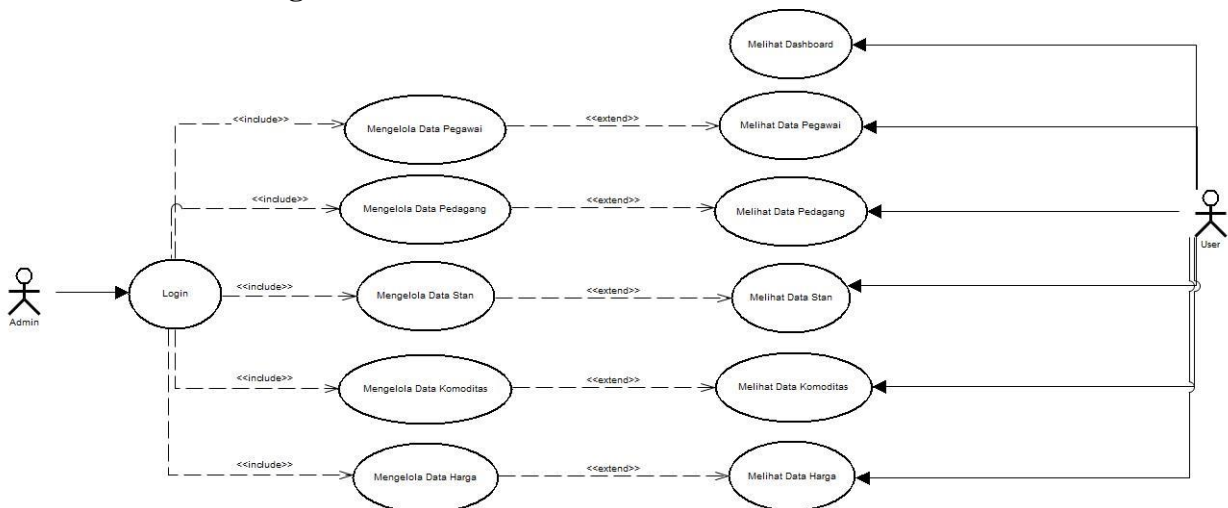 Melihat Dashboard
<<include>>
Mengelola Data Pegawai
<<extend>>
Melihat Data Pegawai
<<include>>
Mengelola Data Pedagang
<<extend>>
Melihat Data Pedagang
User
Admin
Login
<<include>>
Mengelola Data Stan
<<extend>>
Melihat Data Stan
<<include>>
Mengelola Data Komoditas
<<extend>>
Melihat Data Komoditas
<<include>>
Mengelola Data Harga
<<extend>>
Melihat Data Harga